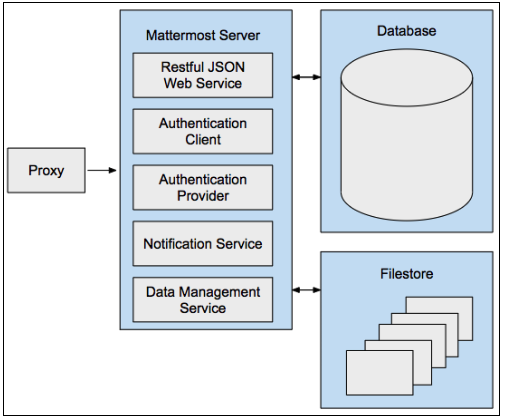 Mattermost Server
Restful JSON
Web Service
Authentication
Client
Authentication
Provider
Notification Service
Data Management
Service
Proxy
Database
Filestore